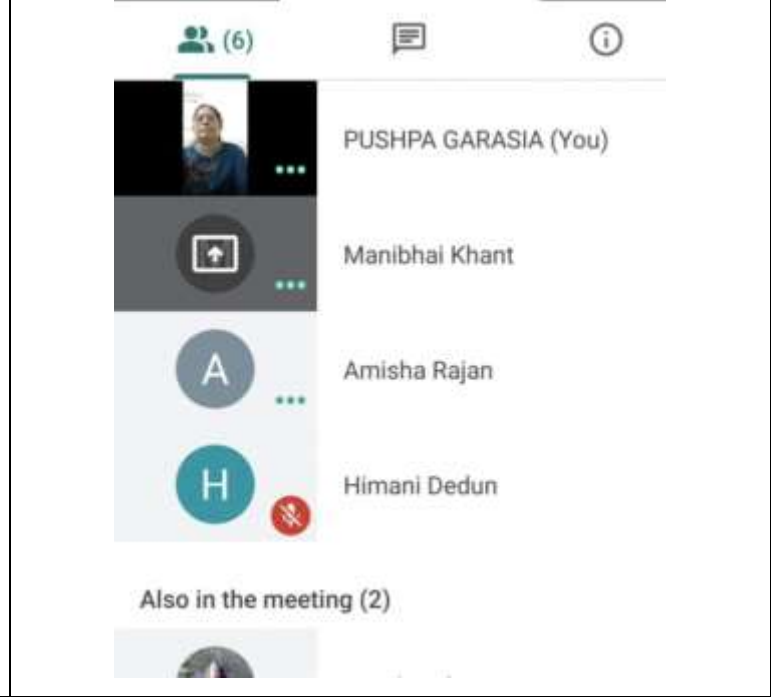 (6)
PUSHPA GARASIA (You)
Manibhai Khant
A
Amisha Rajan
H
Himani Dedun
Also in the meeting (2)